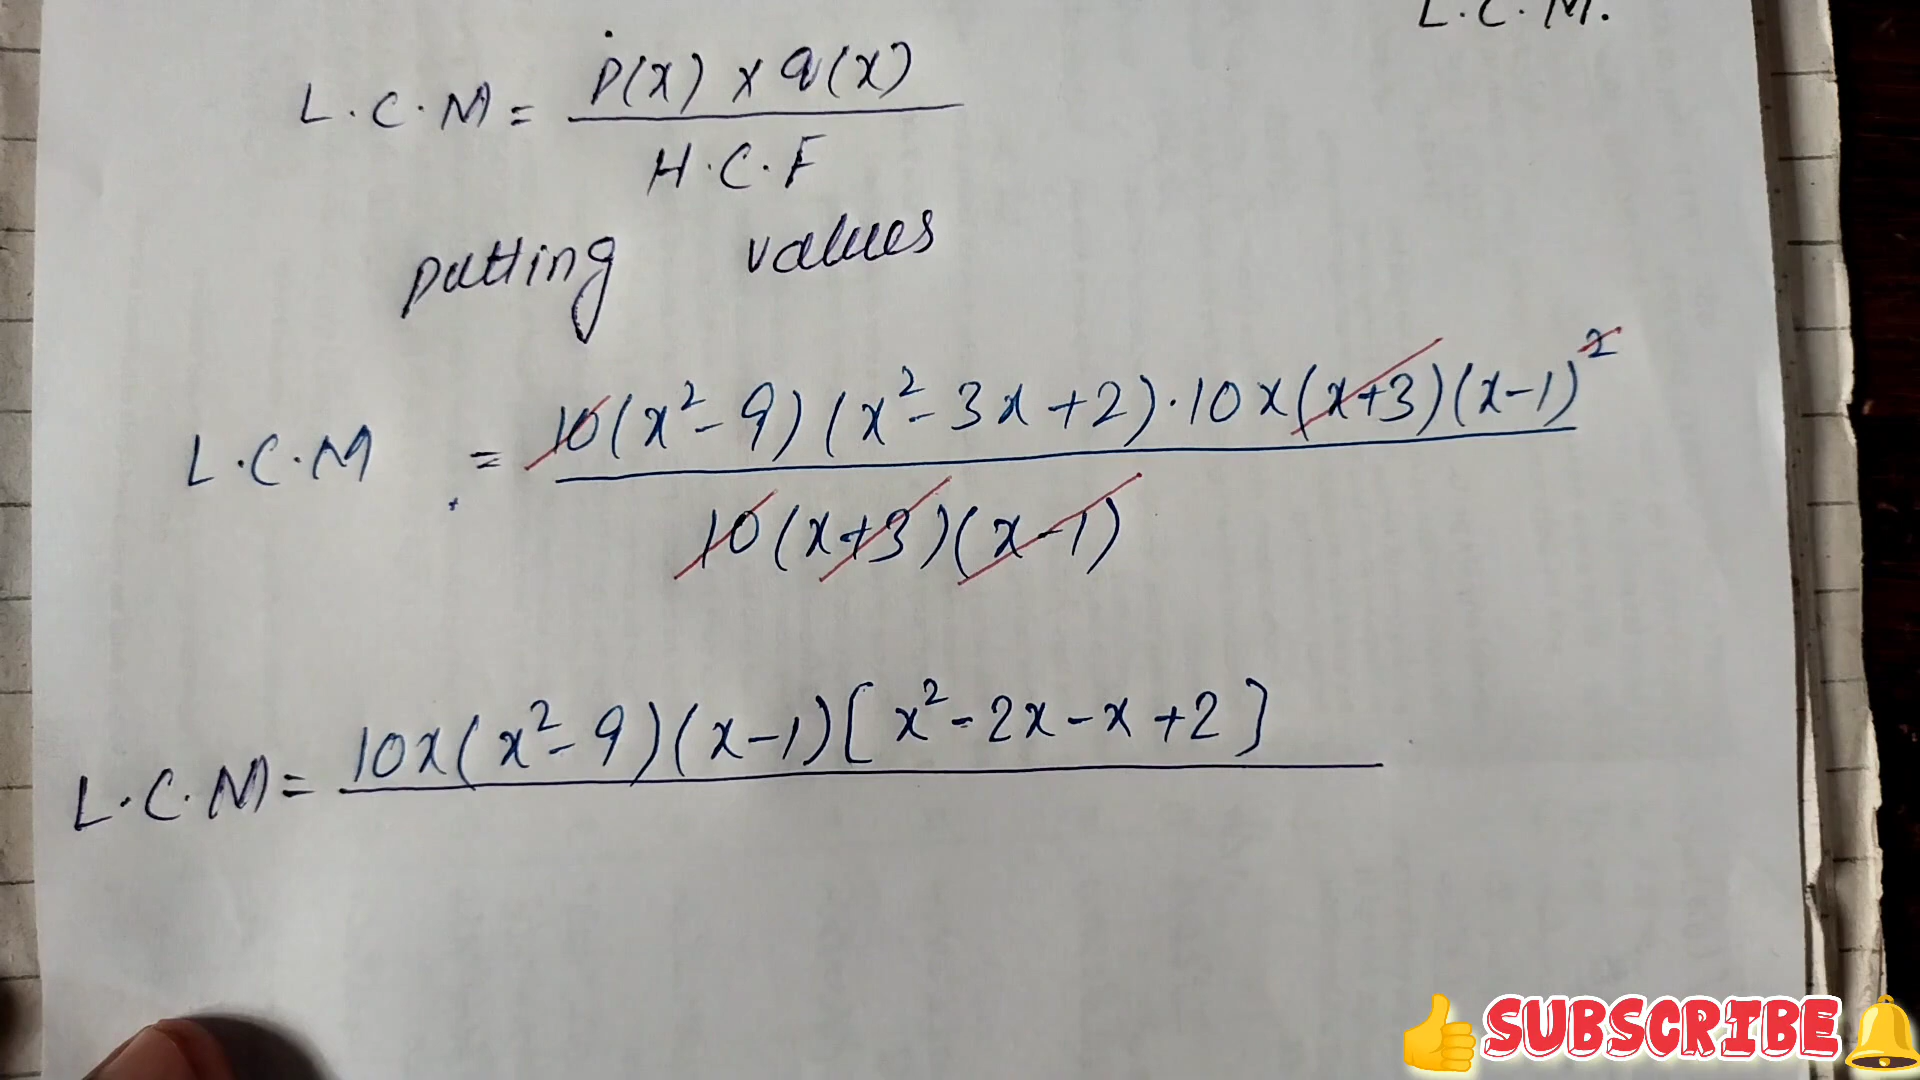 L.C.M.
L.C.M = P(x) x q(x) / H.C.F
putting values
L.C.M = 10(x²-9)(x²-3x+2).10x(x+3)(x-1)² / 10(x+3)(x-1)
L.C.M = 10x(x²-9)(x-1)[x²-2x-x+2]
SUBSCRIBE